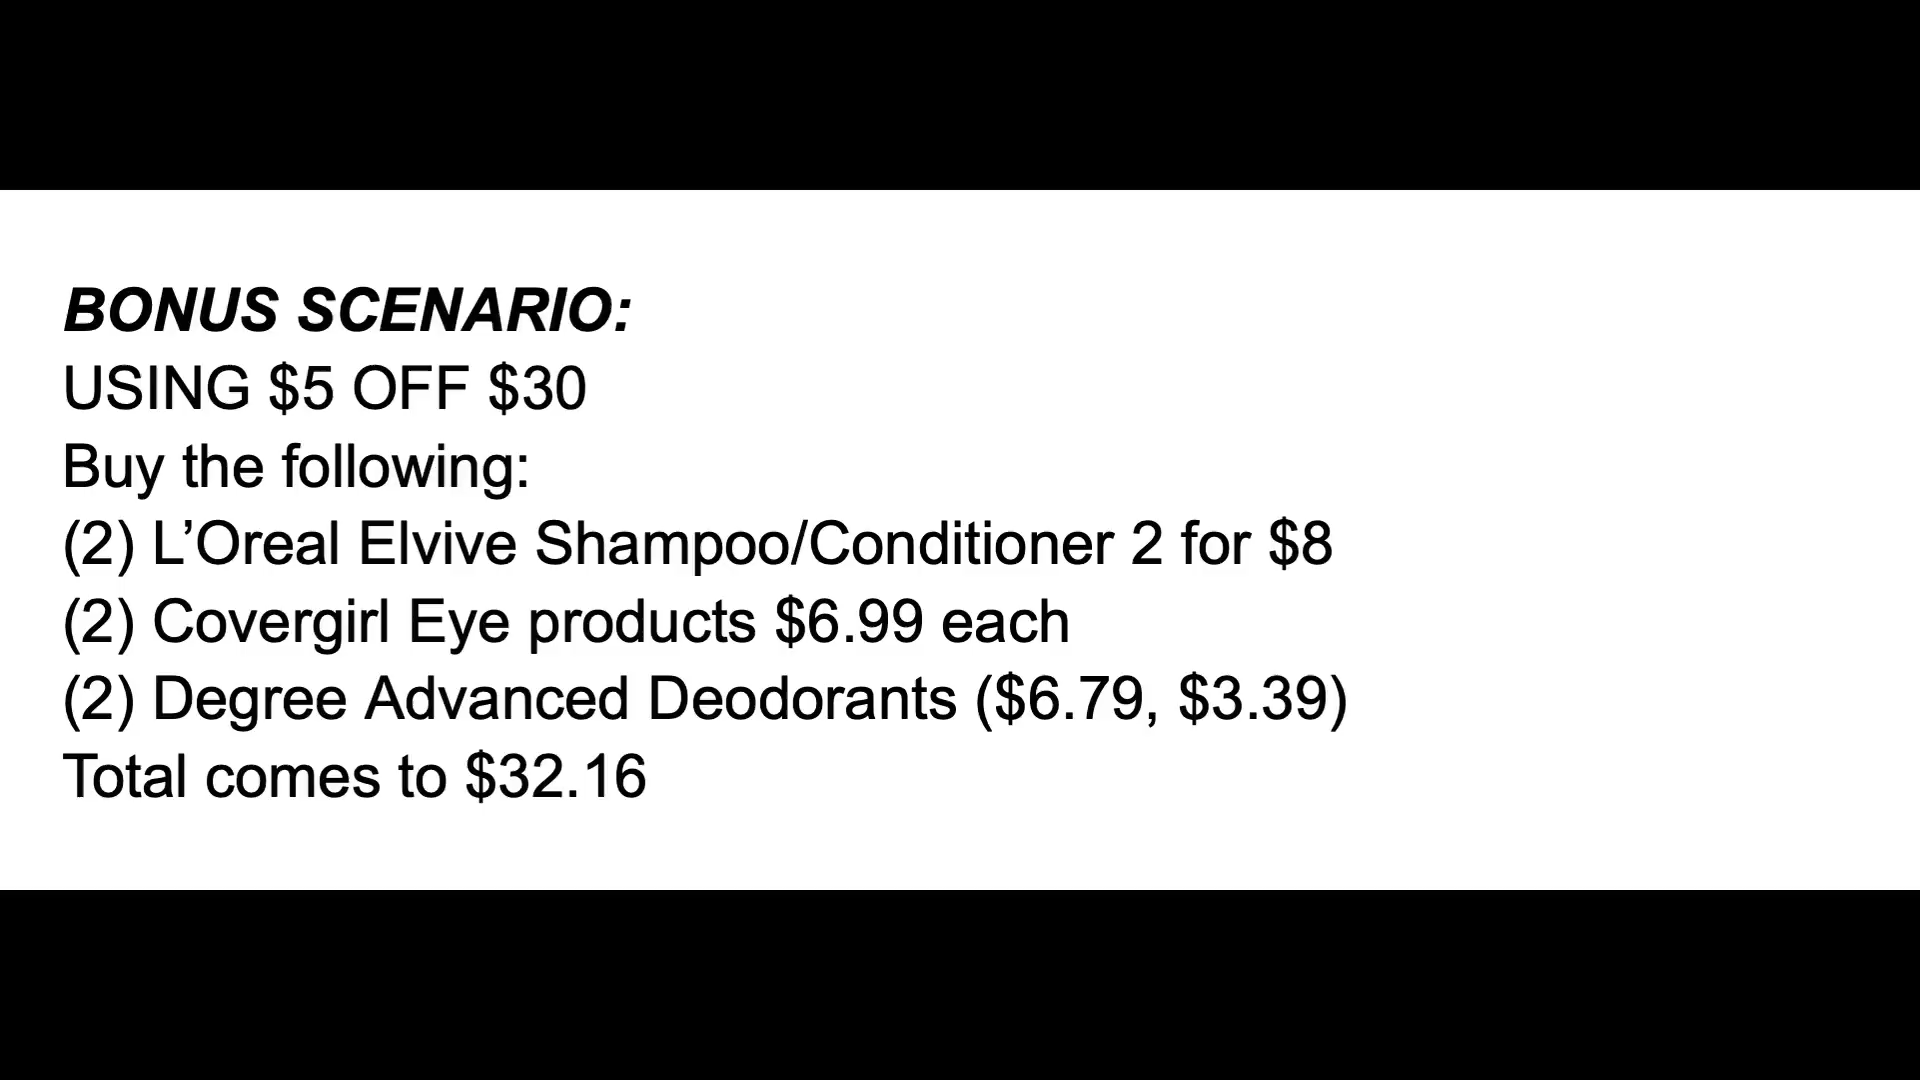 BONUS SCENARIO:
USING $5 OFF $30
Buy the following:
(2) L’Oreal Elvive Shampoo/Conditioner 2 for $8
(2) Covergirl Eye products $6.99 each
(2) Degree Advanced Deodorants ($6.79, $3.39)
Total comes to $32.16